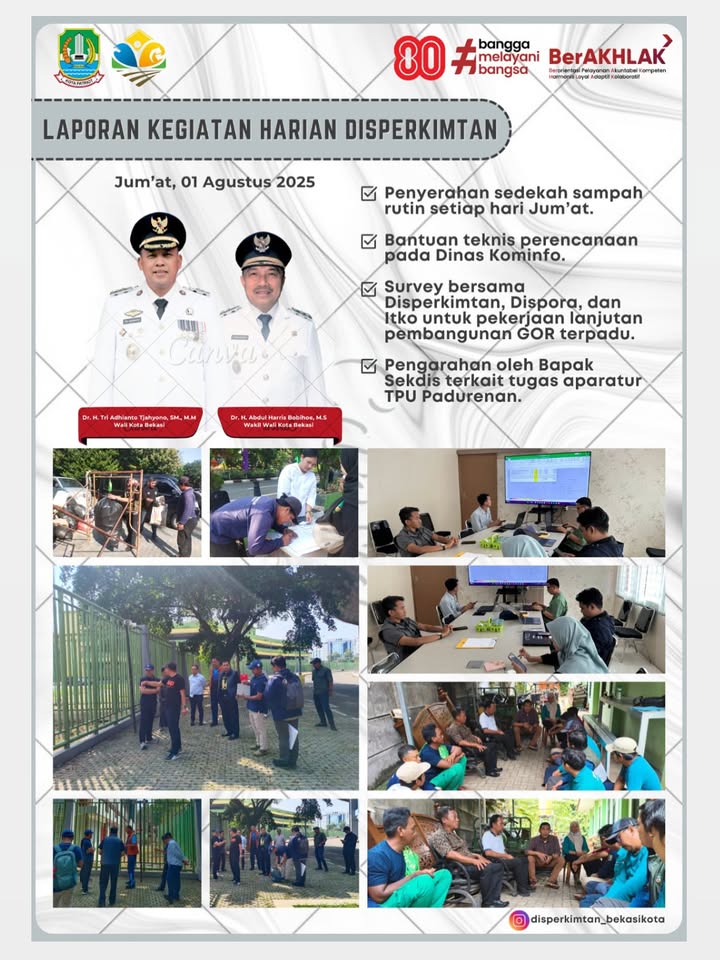 KOTA PATRIOT
80
#bangga
melayani
bangsa
BerAKHLAK
Berorientasi Pelayanan Akuntabel Kompeten
Harmonis Loyal Adaptif Kolaboratif
LAPORAN KEGIATAN HARIAN DISPERKIMTAN
Jum'at, 01 Agustus 2025
Penyerahan sedekah sampah
rutin setiap hari Jum'at.
Bantuan teknis perencanaan
pada Dinas Kominfo.
Survey bersama
Disperkimtan, Dispora, dan
Itko untuk pekerjaan lanjutan
pembangunan GOR terpadu.
Pengarahan oleh Bapak
Sekdis terkait tugas aparatur
TPU Padurenan.
Canva
Dr. H. Tri Adhianto Tjahyono, SM., M.M
Wali Kota Bekasi
Dr. H. Abdul Harris Bobihoe, M.S
Wakil Wali Kota Bekasi
disperkimtan_bekasikota